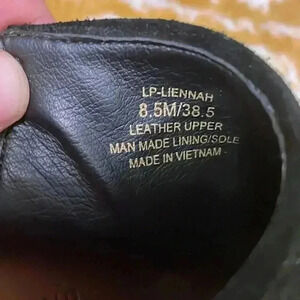 LP-LIENNAH
8.5M/38.5
LEATHER UPPER
MAN MADE LINING/SOLE
MADE IN VIETNAM